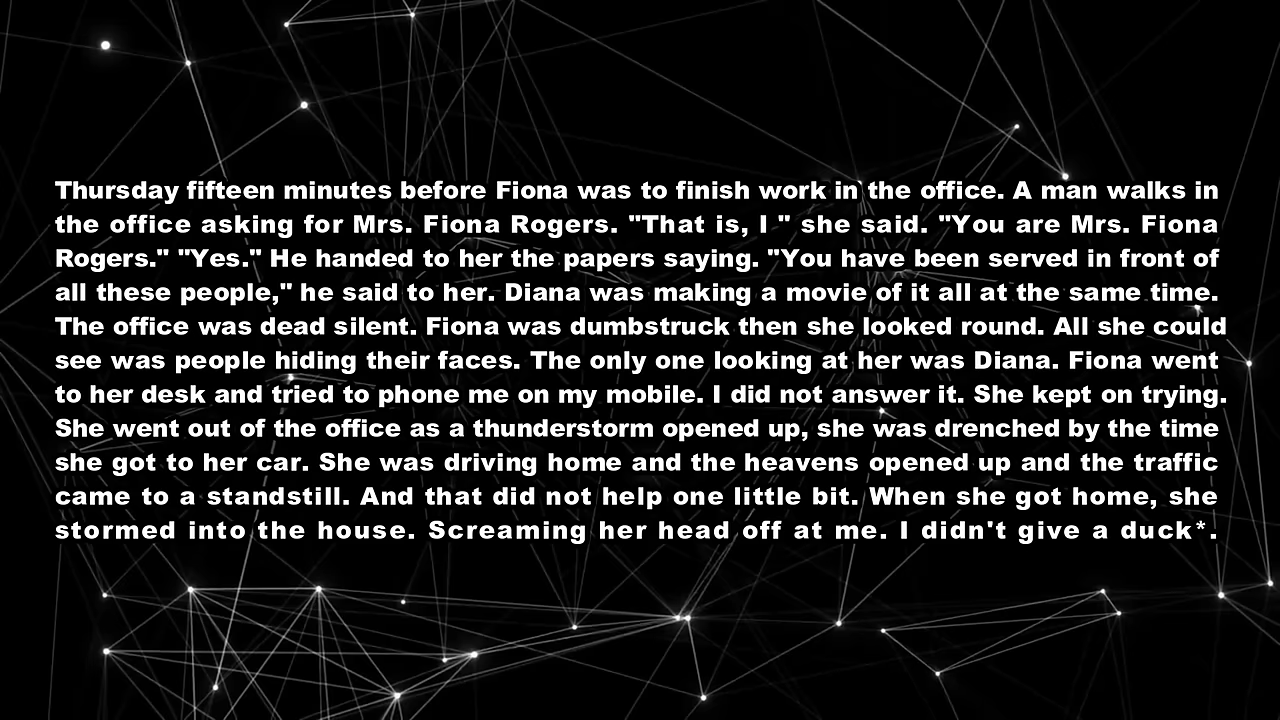 Thursday fifteen minutes before Fiona was to finish work in the office. A man walks in
the office asking for Mrs. Fiona Rogers. "That is, I " she said. "You are Mrs. Fiona
Rogers." "Yes." He handed to her the papers saying. "You have been served in front of
all these people," he said to her. Diana was making a movie of it all at the same time.
The office was dead silent. Fiona was dumbstruck then she looked round. All she could
see was people hiding their faces. The only one looking at her was Diana. Fiona went
to her desk and tried to phone me on my mobile. I did not answer it. She kept on trying.
She went out of the office as a thunderstorm opened up, she was drenched by the time
she got to her car. She was driving home and the heavens opened up and the traffic
came to a standstill. And that did not help one little bit. When she got home, she
stormed into the house. Screaming her head off at me. I didn't give a duck*.